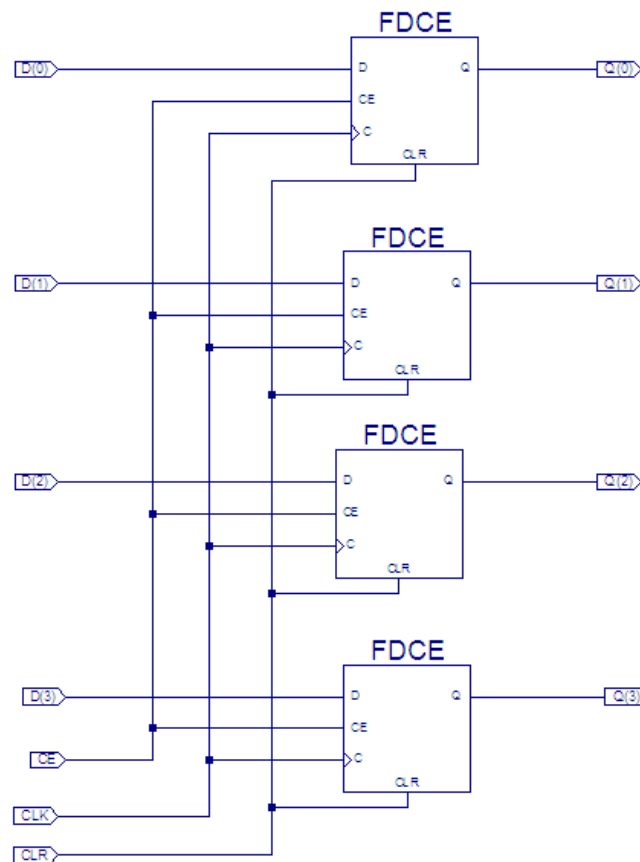 FDCE
D(0) D Q Q(0)
CE
C
CLR
FDCE
D(1) D Q Q(1)
CE
C
CLR
FDCE
D(2) D Q Q(2)
CE
C
CLR
FDCE
D(3) D Q Q(3)
CE
CE
C
CLR
CLK
CLR